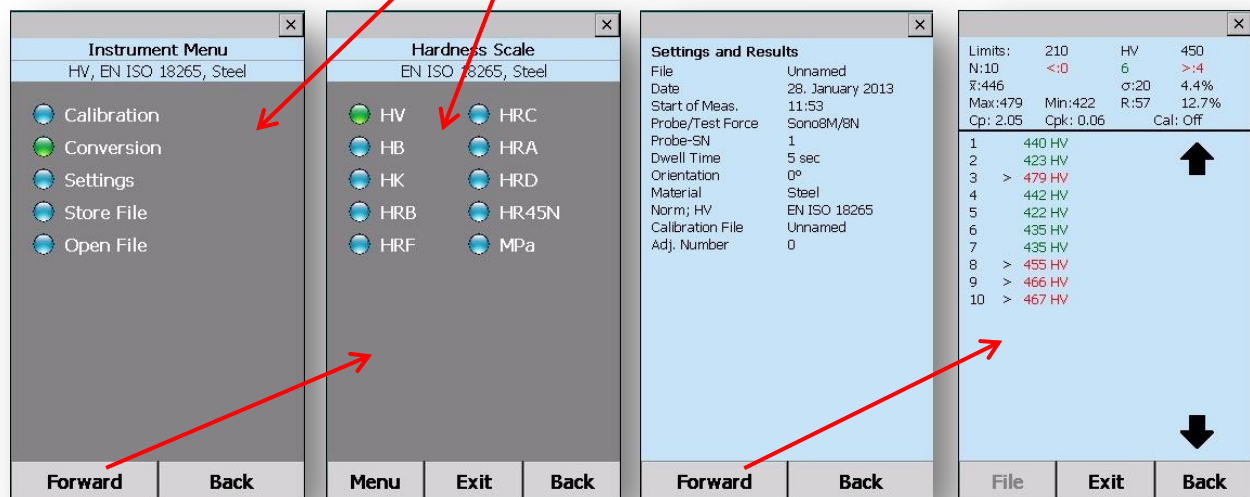 Instrument Menu
HV, EN ISO 18265, Steel
Calibration
Conversion
Settings
Store File
Open File
Forward Back
Hardness Scale
EN ISO 18265, Steel
HV HRC
HB HRA
HK HRD
HRB HR45N
HRF MPa
Menu Exit Back
Settings and Results
File Unnamed
Date 28. January 2013
Start of Meas. 11:53
Probe/Test Force Sono8M/8N
Probe-SN 1
Dwell Time 5 sec
Orientation 0º
Material Steel
Norm; HV EN ISO 18265
Calibration File Unnamed
Adj. Number 0
Forward Back
Limits: 210 HV 450
N:10 <:0 6 >:4
x̅:446 σ:20 4.4%
Max:479 Min:422 R:57 12.7%
Cp: 2.05 Cpk: 0.06 Cal: Off
1 440 HV
2 423 HV
3 > 479 HV
4 442 HV
5 422 HV
6 435 HV
7 435 HV
8 > 455 HV
9 > 466 HV
10 > 467 HV
File Exit Back